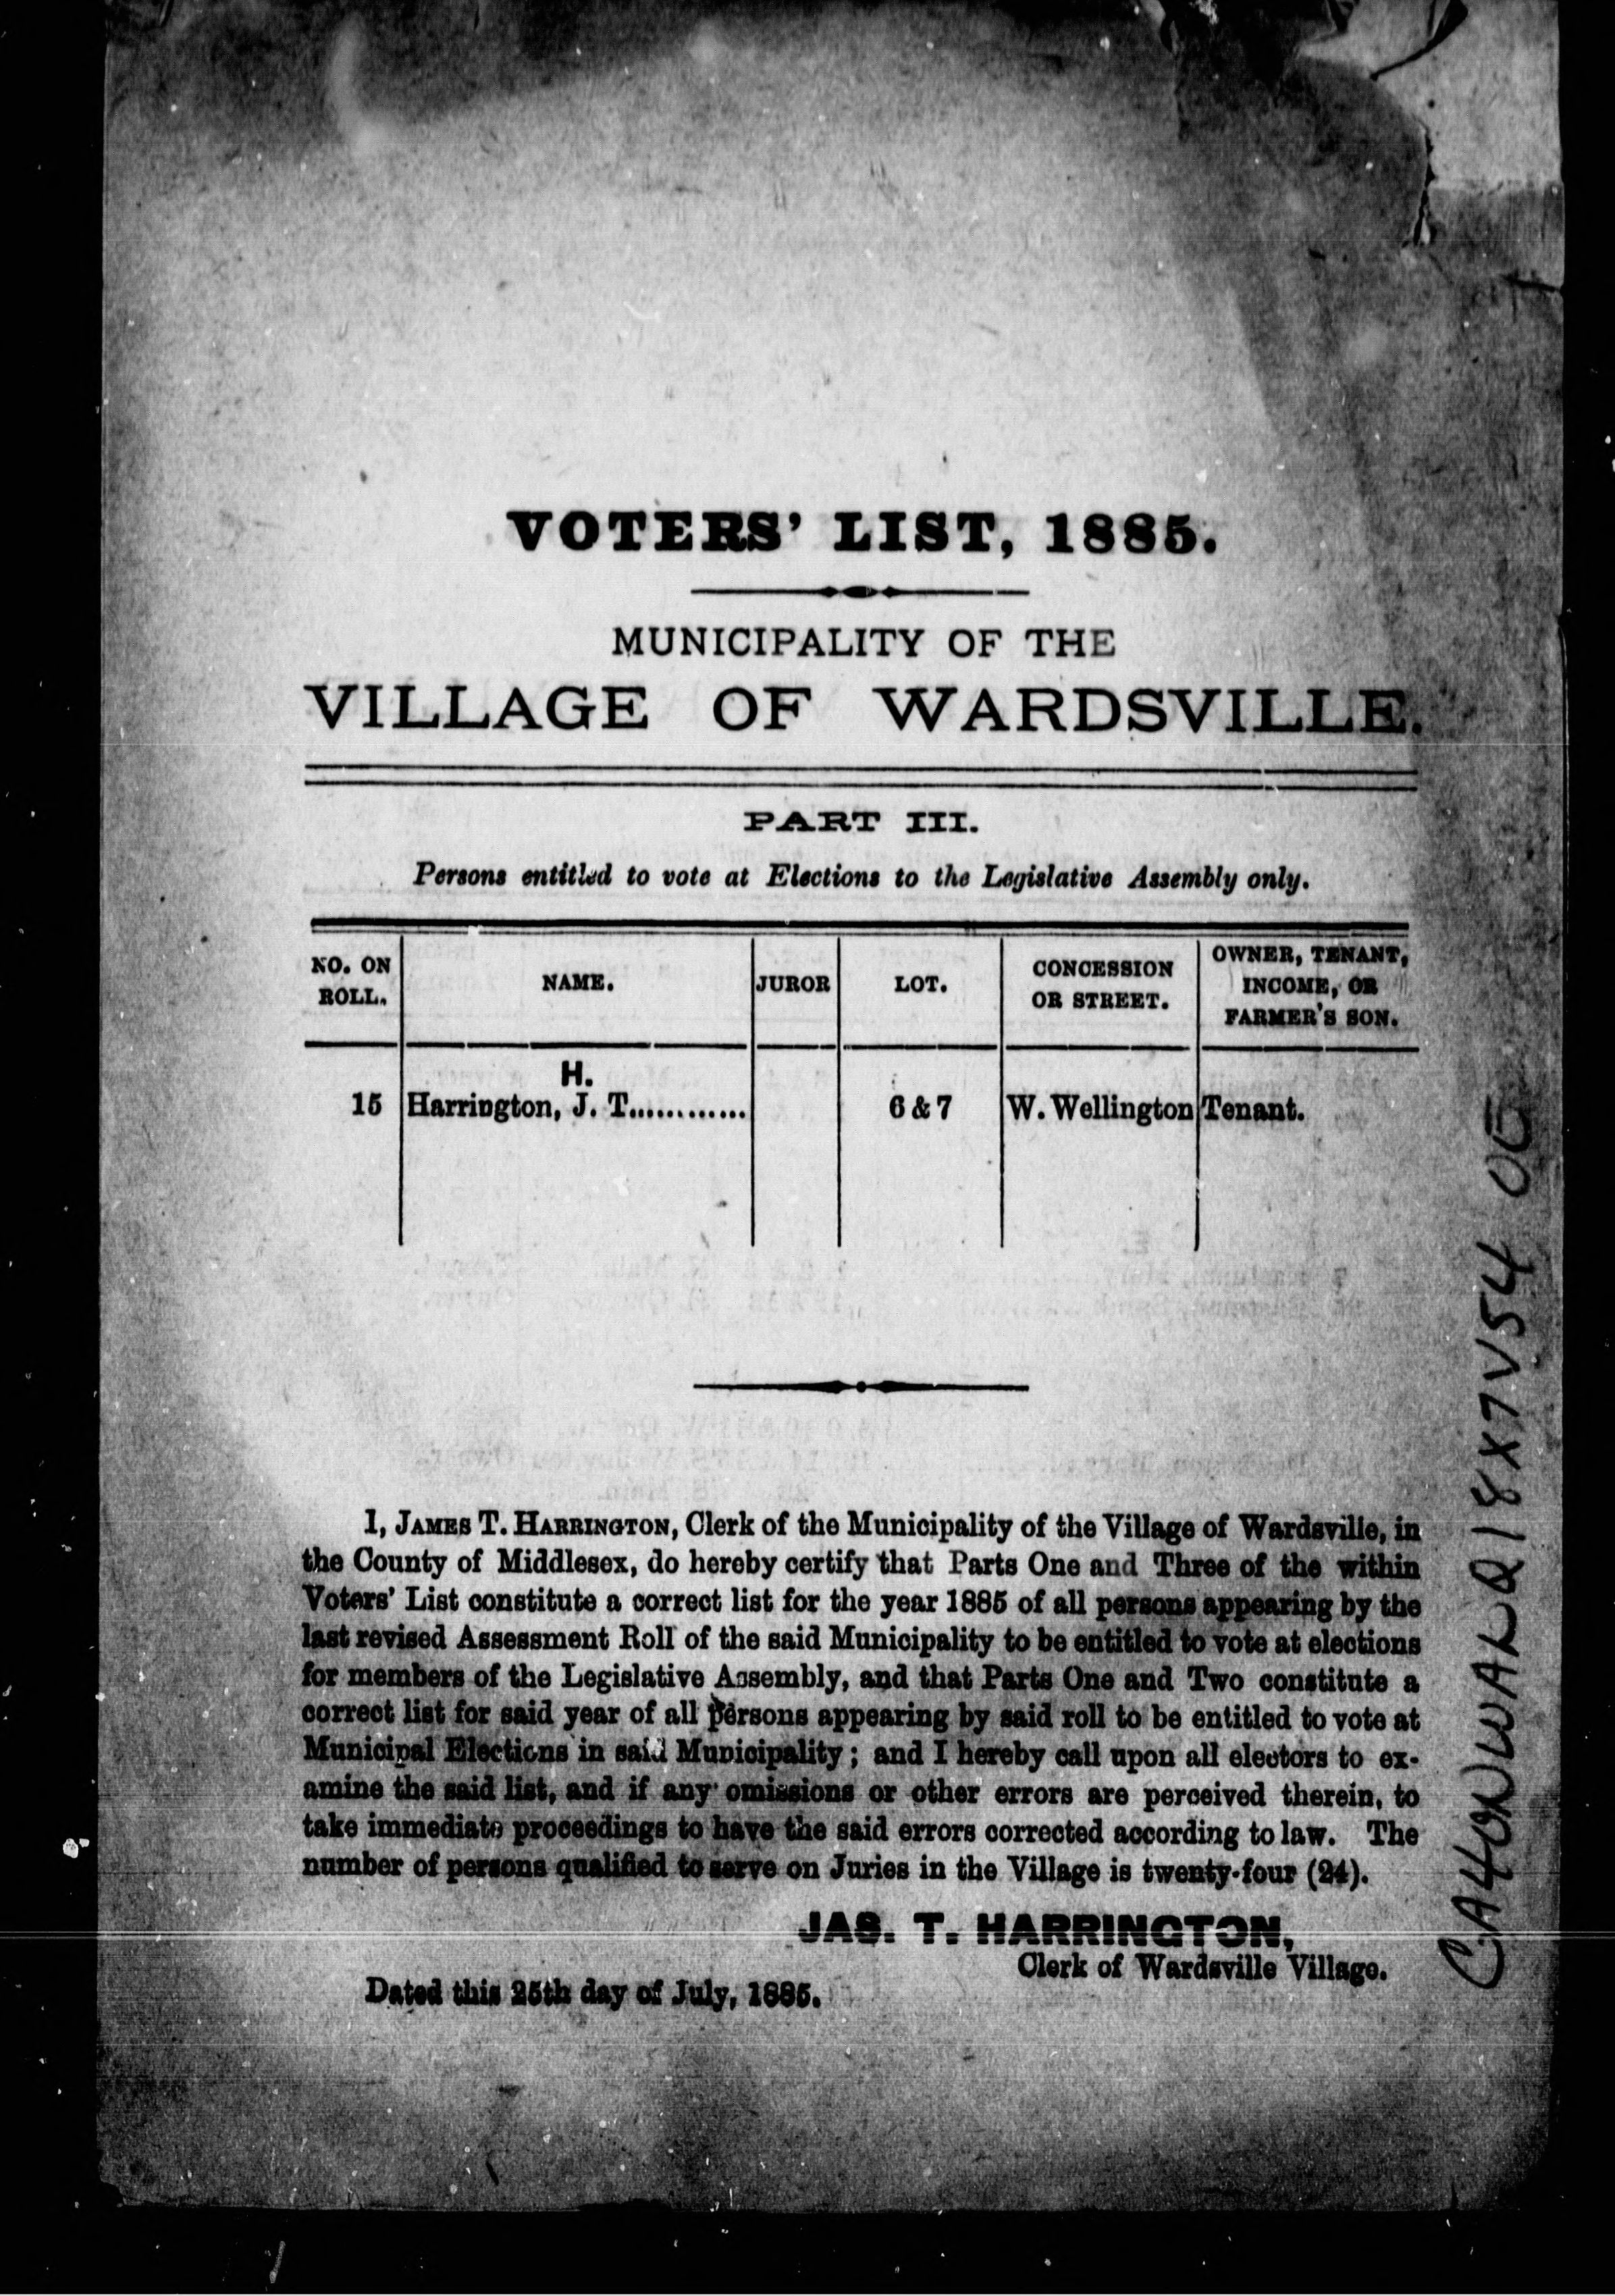 VOTERS' LIST, 1885.
MUNICIPALITY OF THE
VILLAGE OF WARDSVILLE.
PART III.
Persons entitled to vote at Elections to the Legislative Assembly only.
NO. ON ROLL. NAME. JUROR LOT. CONCESSION OR STREET. OWNER, TENANT, INCOME, OR FARMER'S SON.
H.
15 Harrington, J. T............. 6 & 7 W. Wellington Tenant.
I, JAMES T. HARRINGTON, Clerk of the Municipality of the Village of Wardsville, in
the County of Middlesex, do hereby certify that Parts One and Three of the within
Voters' List constitute a correct list for the year 1885 of all persons appearing by the
last revised Assessment Roll of the said Municipality to be entitled to vote at elections
for members of the Legislative Assembly, and that Parts One and Two constitute a
correct list for said year of all persons appearing by said roll to be entitled to vote at
Municipal Elections in said Municipality; and I hereby call upon all electors to ex-
amine the said list, and if any omissions or other errors are perceived therein, to
take immediate proceedings to have the said errors corrected according to law. The
number of persons qualified to serve on Juries in the Village is twenty-four (24).
JAS. T. HARRINGTON,
Clerk of Wardsville Village.
Dated this 25th day of July, 1885.